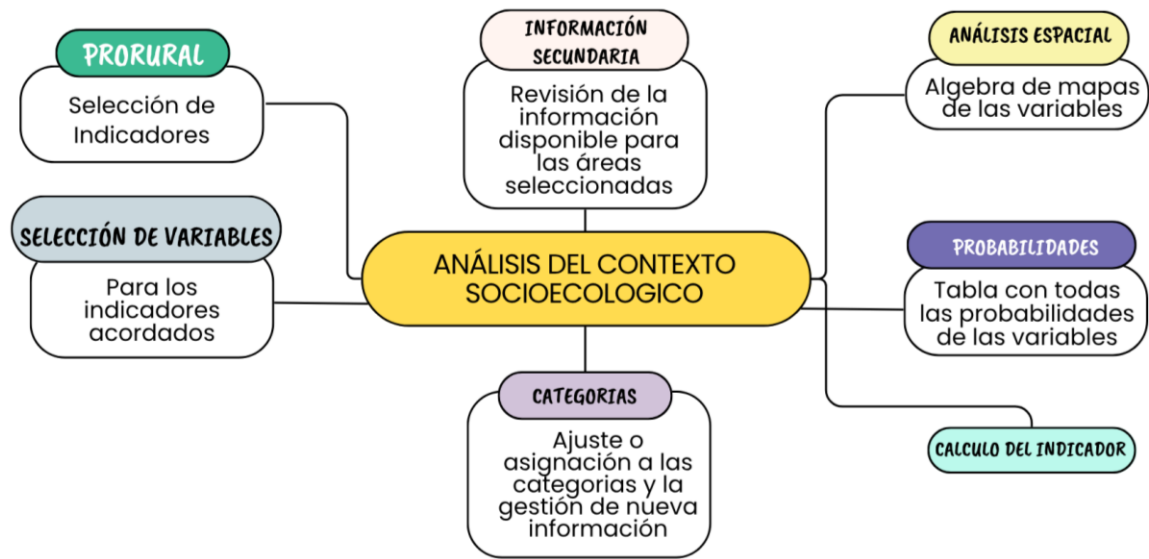 PRORURAL
Selección de
Indicadores
INFORMACIÓN
SECUNDARIA
Revisión de la
información
disponible para
las áreas
seleccionadas
ANÁLISIS ESPACIAL
Algebra de mapas
de las variables
SELECCIÓN DE VARIABLES
Para los
indicadores
acordados
ANÁLISIS DEL CONTEXTO
SOCIOECOLOGICO
PROBABILIDADES
Tabla con todas
las probabilidades
de las variables
CATEGORIAS
Ajuste o
asignación a las
categorias y la
gestión de nueva
información
CALCULO DEL INDICADOR